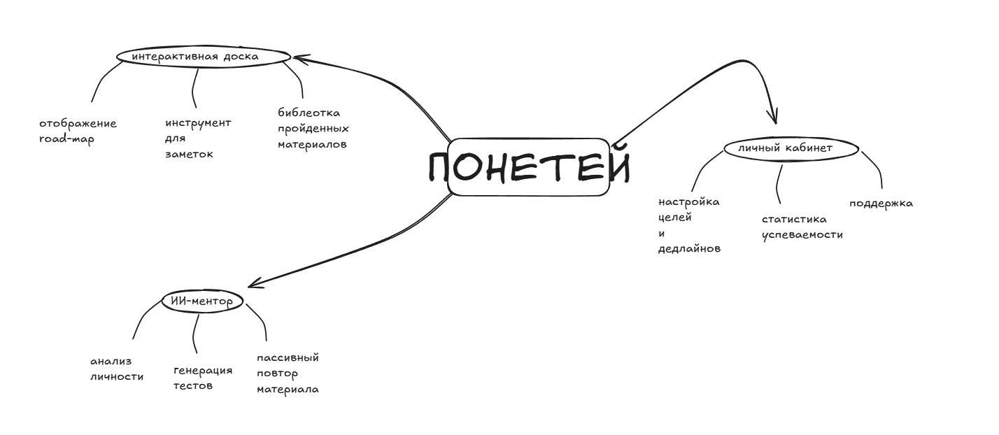 интерактивная доска
отображение
road-map
инструмент
для
заметок
библеотка
пройденных
материалов
ПОНЕТЕЙ
личный кабинет
настройка
целей
и
дедлайнов
статистика
успеваемости
поддержка
ИИ-ментор
анализ
личности
генерация
тестов
пассивный
повтор
материала